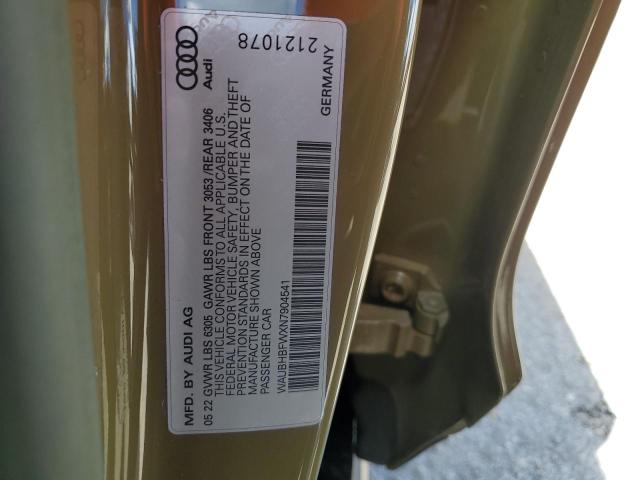 MFD. BY AUDI AG
05 22 GVWR LBS 6305 GAWR LBS FRONT 3053 /REAR 3406
THIS VEHICLE CONFORMS TO ALL APPLICABLE U.S.
FEDERAL MOTOR VEHICLE SAFETY, BUMPER AND THEFT
PREVENTION STANDARDS IN EFFECT ON THE DATE OF
MANUFACTURE SHOWN ABOVE
PASSENGER CAR
WAUBHBFWXN7904541
GERMANY
Audi
2121078